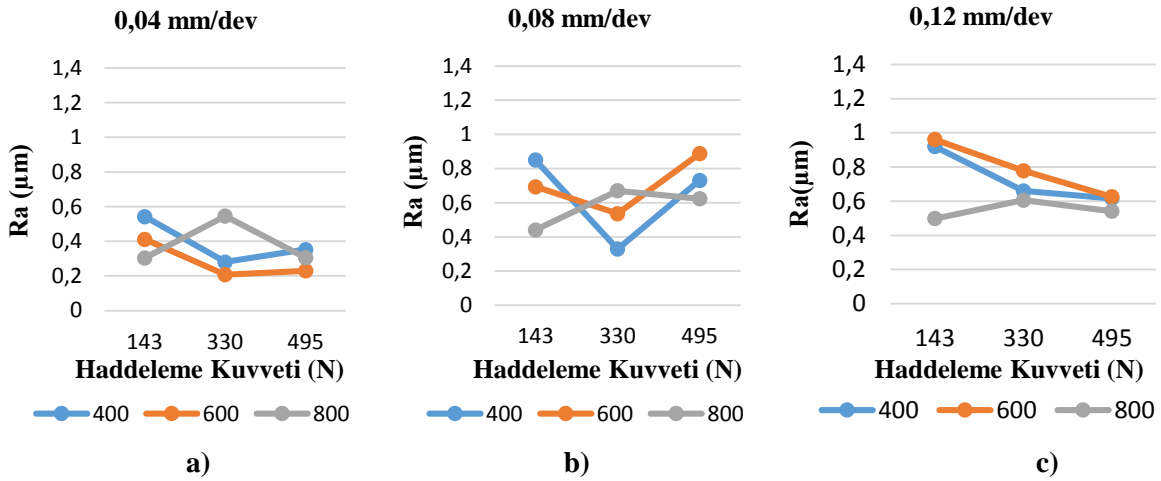 0,04 mm/dev
1,4
1,2
1
0,8
0,6
0,4
0,2
0
Ra (µm)
143 330 495
Haddeleme Kuvveti (N)
400 600 800
a)
0,08 mm/dev
1,4
1,2
1
0,8
0,6
0,4
0,2
0
Ra (µm)
143 330 495
Haddeleme Kuvveti (N)
400 600 800
b)
0,12 mm/dev
1,4
1,2
1
0,8
0,6
0,4
0,2
0
Ra(µm)
143 330 495
Haddeleme Kuvveti (N)
400 600 800
c)